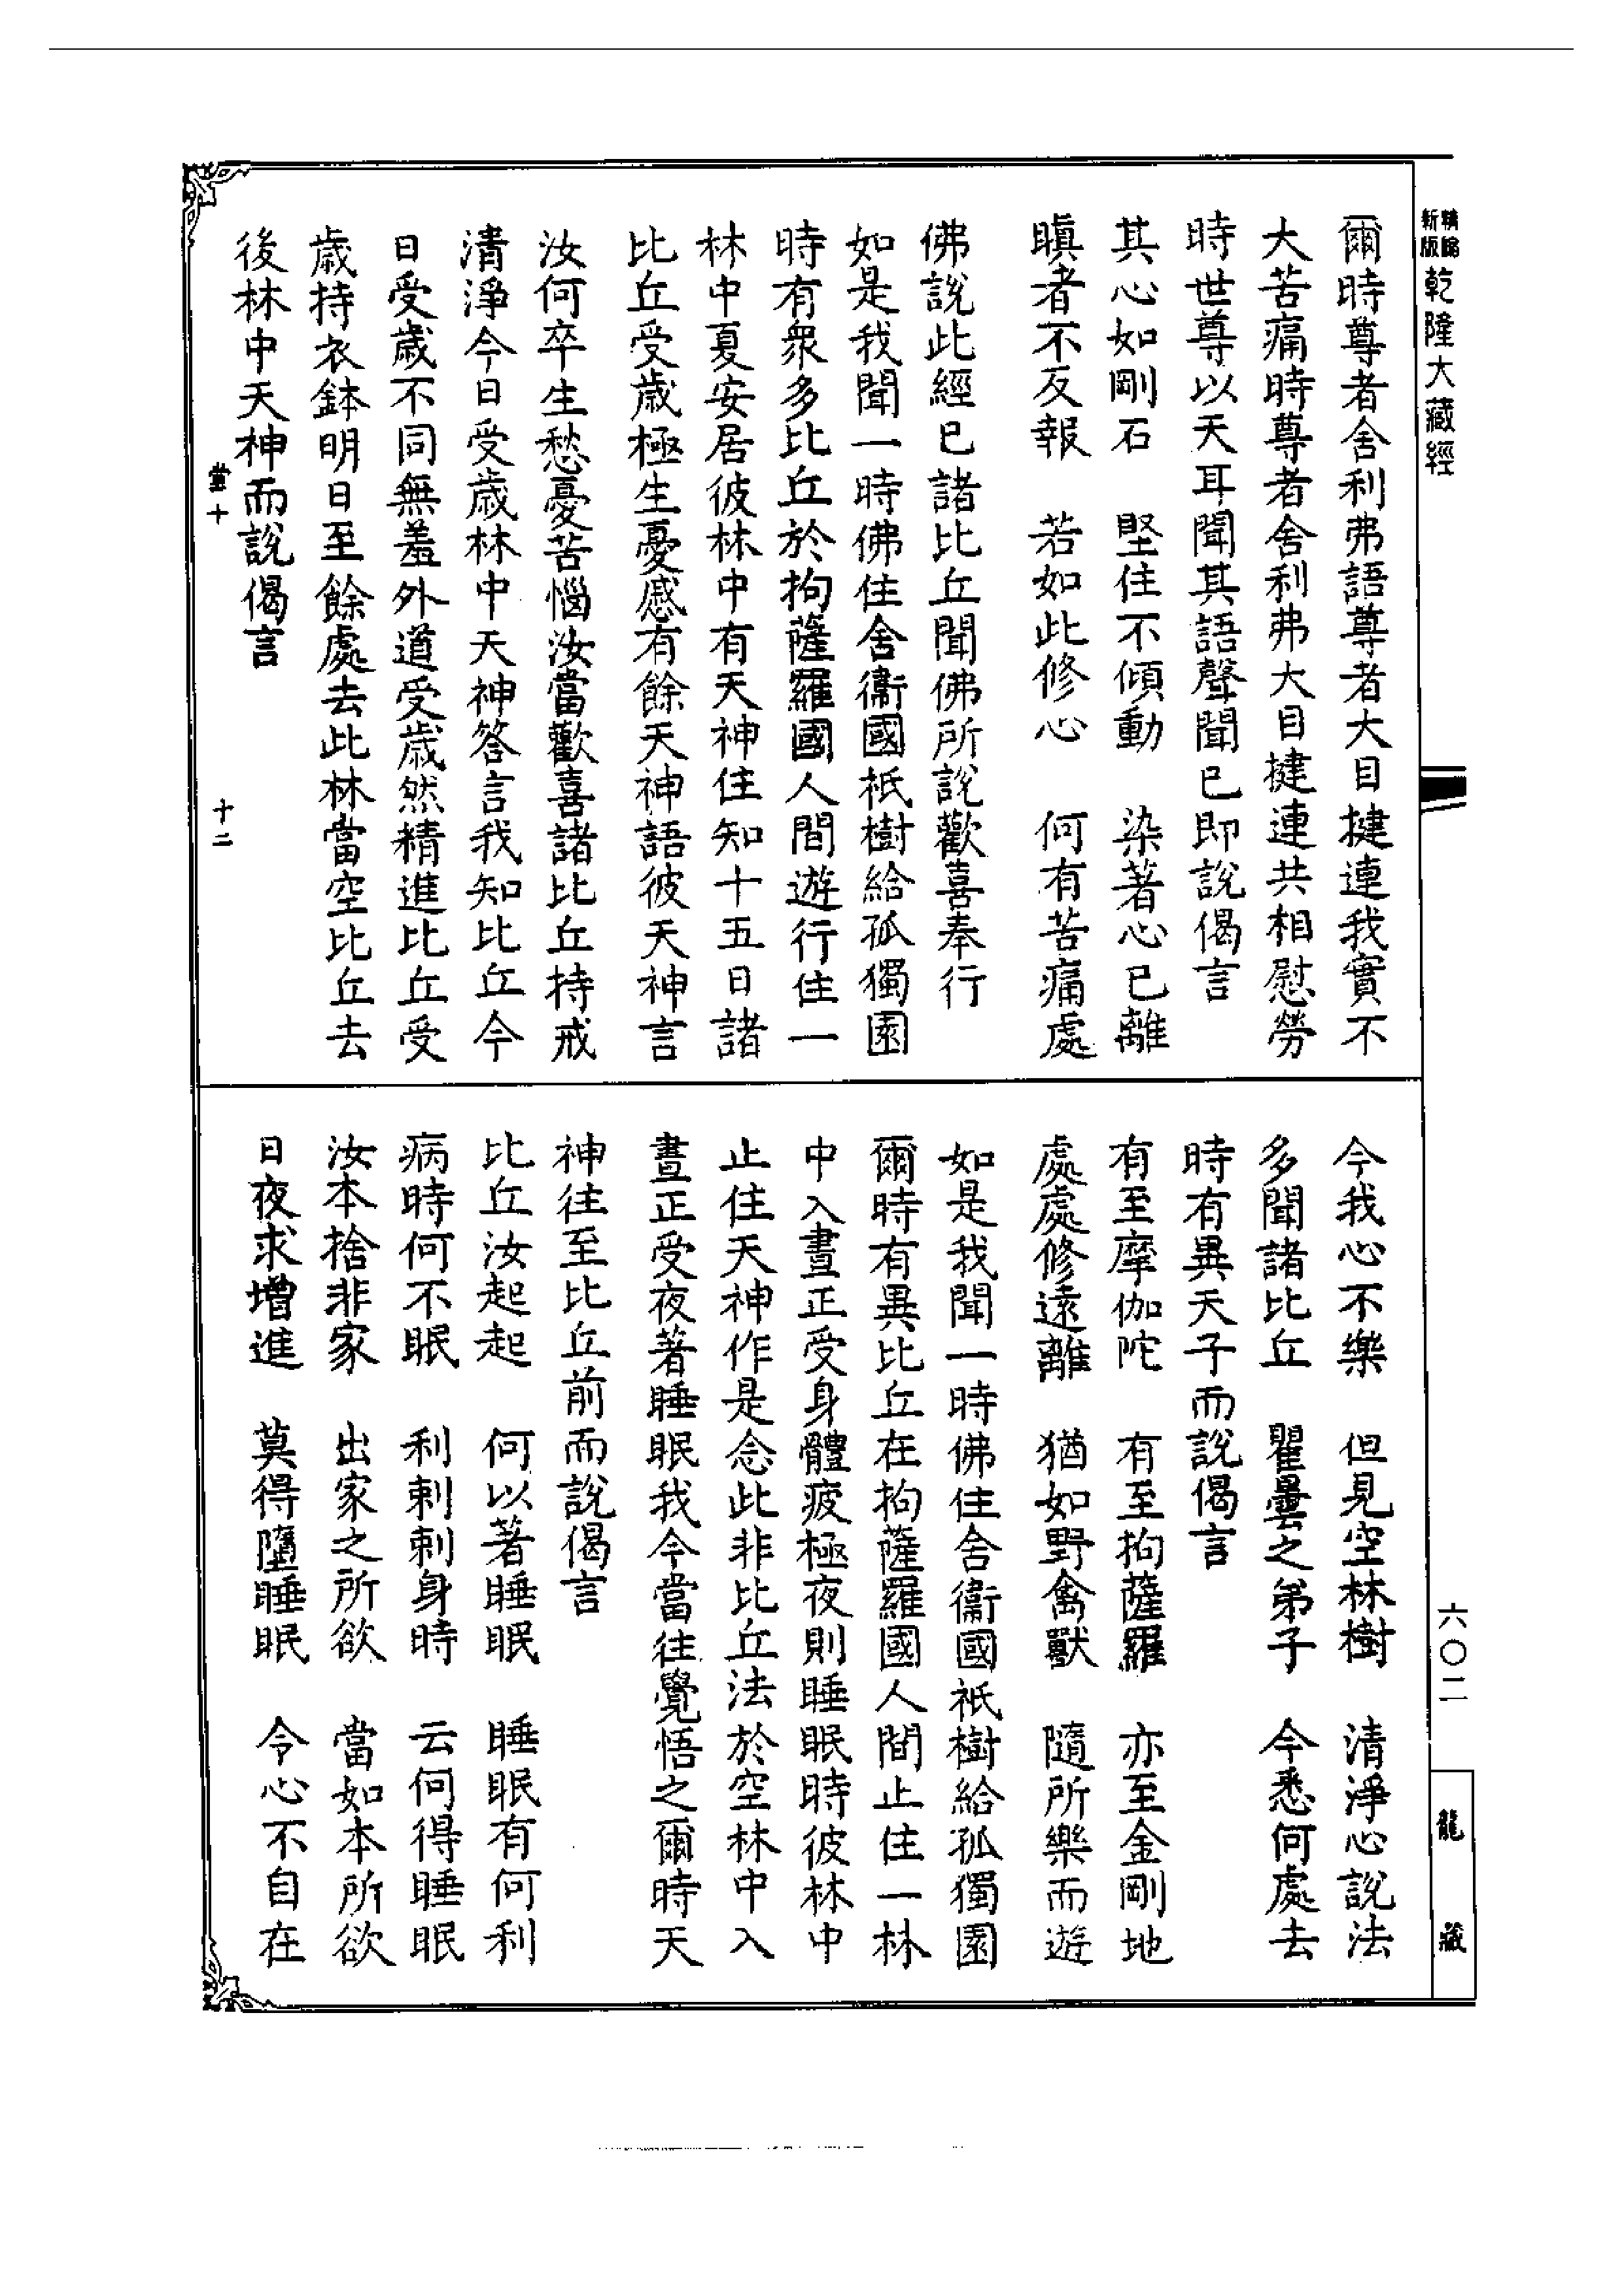 精編新版
乾隆大藏經
爾時尊者舍利弗語尊者大目揵連我實不
大苦痛時尊者舍利弗大目揵連共相慰勞
時世尊以天耳聞其語聲聞已即說偈言
其心如剛石　堅住不傾動　染著心已離
瞋者不反報　若如此修心　何有苦痛處
佛說此經已諸比丘聞佛所說歡喜奉行
如是我聞一時佛住舍衞國祇樹給孤獨園
時有衆多比丘於拘薩羅國人間遊行住一
林中夏安居彼林中有天神住知十五日諸
比丘受歲極生憂慼有餘天神語彼天神言
汝何卒生愁憂苦惱汝當歡喜諸比丘持戒
清淨今日受歲林中天神答言我知比丘今
日受歲不同無羞外道受歲然精進比丘受
歲持衣鉢明日至餘處去此林當空比丘去
後林中天神而說偈言
當十　十二
今我心不樂　但見空林樹　清淨心說法
多聞諸比丘　瞿曇之弟子　今悉何處去
時有異天子而說偈言
有至摩伽陀　有至拘薩羅　亦至金剛地
處處修遠離　猶如野禽獸　隨所樂而遊
如是我聞一時佛住舍衞國祇樹給孤獨園
爾時有異比丘在拘薩羅國人間止住一林
中入晝正受身體疲極夜則睡眠時彼林中
止住天神作是念此非比丘法於空林中入
晝正受夜著睡眠我今當往覺悟之爾時天
神往至比丘前而說偈言
比丘汝起起　何以著睡眠　睡眠有何利
病時何不眠　利刺刺身時　云何得睡眠
汝本捨非家　出家之所欲　當如本所欲
日夜求增進　莫得墮睡眠　令心不自在
六〇二
龍藏